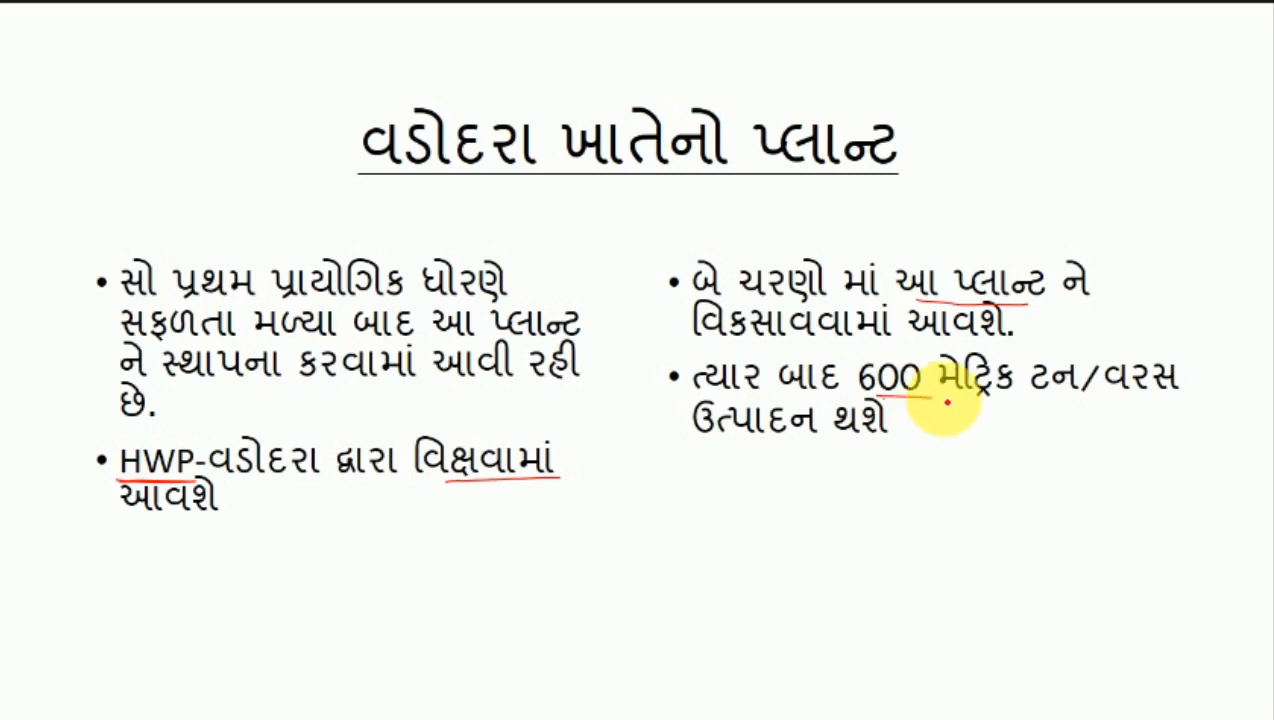 વડોદરા ખાતેનો પ્લાન્ટ
• સૌ પ્રથમ પ્રાયોગિક ધોરણે
સફળતા મળ્યા બાદ આ પ્લાન્ટ
ને સ્થાપના કરવામાં આવી રહી
છે.
• HWP-વડોદરા દ્વારા વિક્ષવામાં
આવશે
• બે ચરણો માં આ પ્લાન્ટ ને
વિકસાવવામાં આવશે.
• ત્યાર બાદ 600 મેટ્રિક ટન/વરસ
ઉત્પાદન થશે